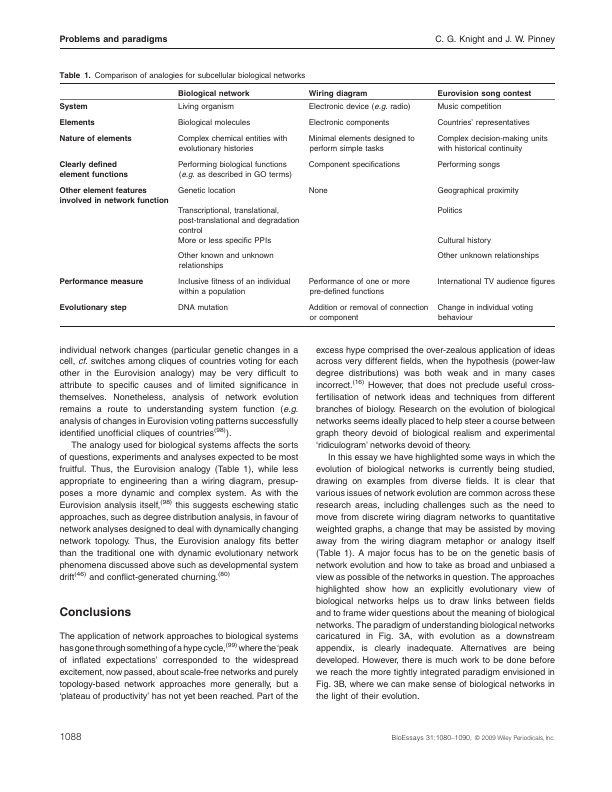 Problems and paradigms
C. G. Knight and J. W. Pinney
Table 1. Comparison of analogies for subcellular biological networks
Biological network Wiring diagram Eurovision song contest
System Living organism Electronic device (e.g. radio) Music competition
Elements Biological molecules Electronic components Countries' representatives
Nature of elements Complex chemical entities with Minimal elements designed to Complex decision-making units
evolutionary histories perform simple tasks with historical continuity
Clearly defined Performing biological functions Component specifications Performing songs
element functions (e.g. as described in GO terms)
Other element features Genetic location None Geographical proximity
involved in network function
Transcriptional, translational, Politics
post-translational and degradation
control
More or less specific PPIs Cultural history
Other known and unknown Other unknown relationships
relationships
Performance measure Inclusive fitness of an individual Performance of one or more International TV audience figures
within a population pre-defined functions
Evolutionary step DNA mutation Addition or removal of connection Change in individual voting
or component behaviour
individual network changes (particular genetic changes in a
cell, cf. switches among cliques of countries voting for each
other in the Eurovision analogy) may be very difficult to
attribute to specific causes and of limited significance in
themselves. Nonetheless, analysis of network evolution
remains a route to understanding system function (e.g.
analysis of changes in Eurovision voting patterns successfully
identified unofficial cliques of countries(98)).
The analogy used for biological systems affects the sorts
of questions, experiments and analyses expected to be most
fruitful. Thus, the Eurovision analogy (Table 1), while less
appropriate to engineering than a wiring diagram, presup-
poses a more dynamic and complex system. As with the
Eurovision analysis itself,(98) this suggests eschewing static
approaches, such as degree distribution analysis, in favour of
network analyses designed to deal with dynamically changing
network topology. Thus, the Eurovision analogy fits better
than the traditional one with dynamic evolutionary network
phenomena discussed above such as developmental system
drift(46) and conflict-generated churning.(80)
Conclusions
The application of network approaches to biological systems
has gone through something of a hype cycle,(99) where the 'peak
of inflated expectations' corresponded to the widespread
excitement, now passed, about scale-free networks and purely
topology-based network approaches more generally, but a
'plateau of productivity' has not yet been reached. Part of the
excess hype comprised the over-zealous application of ideas
across very different fields, when the hypothesis (power-law
degree distributions) was both weak and in many cases
incorrect.(16) However, that does not preclude useful cross-
fertilisation of network ideas and techniques from different
branches of biology. Research on the evolution of biological
networks seems ideally placed to help steer a course between
graph theory devoid of biological realism and experimental
'ridiculogram' networks devoid of theory.
In this essay we have highlighted some ways in which the
evolution of biological networks is currently being studied,
drawing on examples from diverse fields. It is clear that
various issues of network evolution are common across these
research areas, including challenges such as the need to
move from discrete wiring diagram networks to quantitative
weighted graphs, a change that may be assisted by moving
away from the wiring diagram metaphor or analogy itself
(Table 1). A major focus has to be on the genetic basis of
network evolution and how to take as broad and unbiased a
view as possible of the networks in question. The approaches
highlighted show how an explicitly evolutionary view of
biological networks helps us to draw links between fields
and to frame wider questions about the meaning of biological
networks. The paradigm of understanding biological networks
caricatured in Fig. 3A, with evolution as a downstream
appendix, is clearly inadequate. Alternatives are being
developed. However, there is much work to be done before
we reach the more tightly integrated paradigm envisioned in
Fig. 3B, where we can make sense of biological networks in
the light of their evolution.
1088
BioEssays 31:1080–1090, © 2009 Wiley Periodicals, Inc.